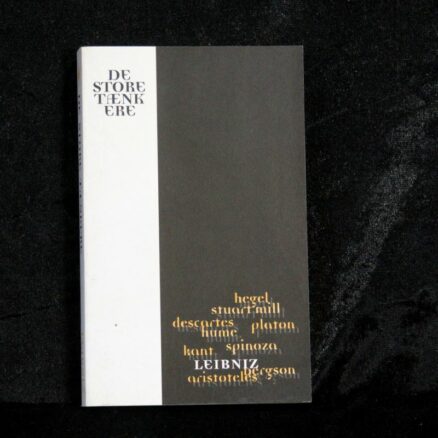 DE
STORE
TÆNK
ERE
hegel
stuart mill
descartes platon
hume
spinoza
kant
LEIBNIZ
bergson
aristoteles